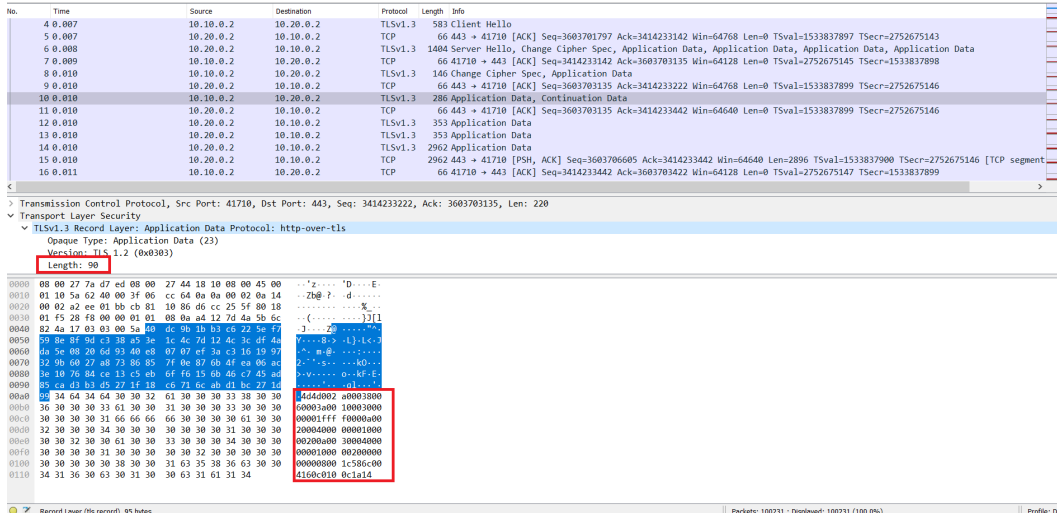 No. Time Source Destination Protocol Length Info
4 0.007 10.10.0.2 10.20.0.2 TLSv1.3 583 Client Hello
5 0.007 10.20.0.2 10.10.0.2 TCP 66 443 → 41710 [ACK] Seq=3603701797 Ack=3414233142 Win=64768 Len=0 TSval=1533837897 TSecr=2752675143
6 0.008 10.20.0.2 10.10.0.2 TLSv1.3 1404 Server Hello, Change Cipher Spec, Application Data, Application Data, Application Data, Application Data
7 0.009 10.10.0.2 10.20.0.2 TCP 66 41710 → 443 [ACK] Seq=3414233142 Ack=3603703135 Win=64128 Len=0 TSval=2752675145 TSecr=1533837898
8 0.010 10.10.0.2 10.20.0.2 TLSv1.3 146 Change Cipher Spec, Application Data
9 0.010 10.20.0.2 10.10.0.2 TCP 66 443 → 41710 [ACK] Seq=3603703135 Ack=3414233222 Win=64768 Len=0 TSval=1533837899 TSecr=2752675146
10 0.010 10.10.0.2 10.20.0.2 TLSv1.3 286 Application Data, Continuation Data
11 0.010 10.20.0.2 10.10.0.2 TCP 66 443 → 41710 [ACK] Seq=3603703135 Ack=3414233442 Win=64640 Len=0 TSval=1533837899 TSecr=2752675146
13 0.010 10.20.0.2 10.10.0.2 TLSv1.3 353 Application Data
12 0.010 10.20.0.2 10.10.0.2 TLSv1.3 353 Application Data
14 0.010 10.20.0.2 10.10.0.2 TLSv1.3 2962 Application Data
15 0.010 10.20.0.2 10.10.0.2 TCP 2962 443 → 41710 [PSH, ACK] Seq=3603706605 Ack=3414233442 Win=64640 Len=2896 TSval=1533837900 TSecr=2752675146 [TCP segment
16 0.011 10.10.0.2 10.20.0.2 TCP 66 41710 → 443 [ACK] Seq=3414233442 Ack=3603703422 Win=64128 Len=0 TSval=2752675147 TSecr=1533837899
Transmission Control Protocol, Src Port: 41710, Dst Port: 443, Seq: 3414233222, Ack: 3603703135, Len: 220
Transport Layer Security
TLSv1.3 Record Layer: Application Data Protocol: http-over-tls
Opaque Type: Application Data (23)
Version: TLS 1.2 (0x0303)
Length: 90
0000 08 00 27 7a d7 ed 08 00 27 44 18 10 08 00 45 00 ··'z···· 'D····E·
0010 01 10 5a 62 40 00 3f 06 cc 64 0a 0a 00 02 0a 14 ··Zb@·?· ·d······
0020 00 02 a2 ee 01 bb cb 81 10 86 d6 cc 25 5f 80 18 ········ ····%_··
0030 01 f5 28 f8 00 00 01 01 08 0a a4 12 7d 4a 5b 6c ··(····· ····}J[l
0040 82 4a 17 03 03 00 5a 40 dc 9b 1b b3 c6 22 5e f7 ·J····Z@ ·····"^·
0050 59 8e 8f 9d c3 38 a5 3e 1c 4c 7d 12 4c 3c df 4a Y····8·> ·L}·L<·J
0060 da 5e 08 20 6d 93 40 e8 07 07 ef 3a c3 16 19 97 ·^· m·@· ···:····
0070 32 9b 60 27 a8 73 86 85 7f 0e 87 6b 4f ea 06 ac 2·`'·s·· ···kO···
0080 3e 10 76 84 ce 13 c5 eb 6f f6 15 6b 46 c7 45 ad >·v····· o··kF·E·
0090 85 ca d3 b3 d5 27 1f 18 c6 71 6c ab d1 bc 27 1d ·····'·· ·ql···'·
00a0 99 34 64 34 64 30 30 32 61 30 30 30 33 38 30 30 ·4d4d002 a0003800
00b0 36 30 30 30 33 61 30 30 31 30 30 30 33 30 30 30 60003a00 10003000
00c0 30 30 30 30 31 66 66 66 66 30 30 30 30 61 30 30 00001fff f0000a00
00d0 32 30 30 30 34 30 30 30 30 30 30 30 31 30 30 30 20004000 00001000
00e0 30 30 32 30 30 61 30 30 33 30 30 30 34 30 30 30 00200a00 30004000
00f0 30 30 30 30 31 30 30 30 30 30 32 30 30 30 30 30 00001000 00200000
0100 30 30 30 30 30 38 30 30 31 63 35 38 36 63 30 30 00000800 1c586c00
0110 34 31 36 30 63 30 31 30 30 63 31 61 31 34 4160c010 0c1a14
Record Layer (tls.record), 95 bytes
Packets: 100231 · Displayed: 100231 (100.0%)
Profile: D